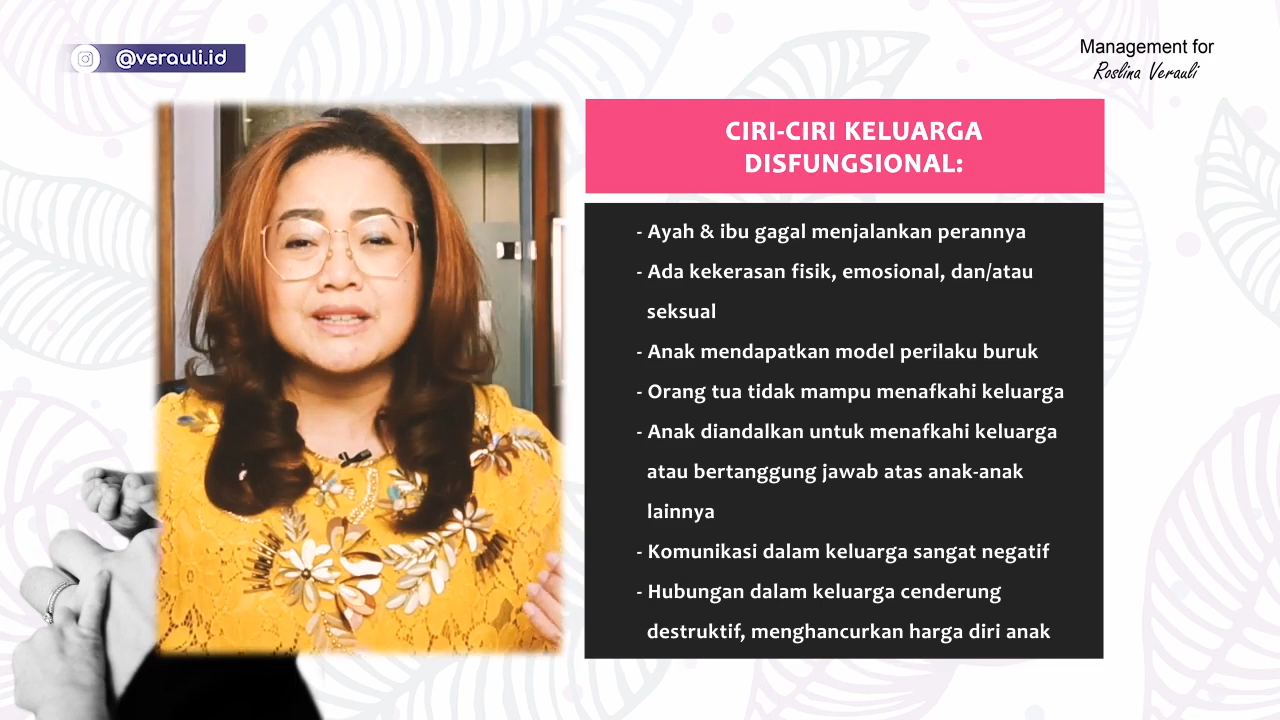 @verauli.id
Management for
Roslina Verauli
CIRI-CIRI KELUARGA
DISFUNGSIONAL:
- Ayah & ibu gagal menjalankan perannya
- Ada kekerasan fisik, emosional, dan/atau
seksual
- Anak mendapatkan model perilaku buruk
- Orang tua tidak mampu menafkahi keluarga
- Anak diandalkan untuk menafkahi keluarga
atau bertanggung jawab atas anak-anak
lainnya
- Komunikasi dalam keluarga sangat negatif
- Hubungan dalam keluarga cenderung
destruktif, menghancurkan harga diri anak